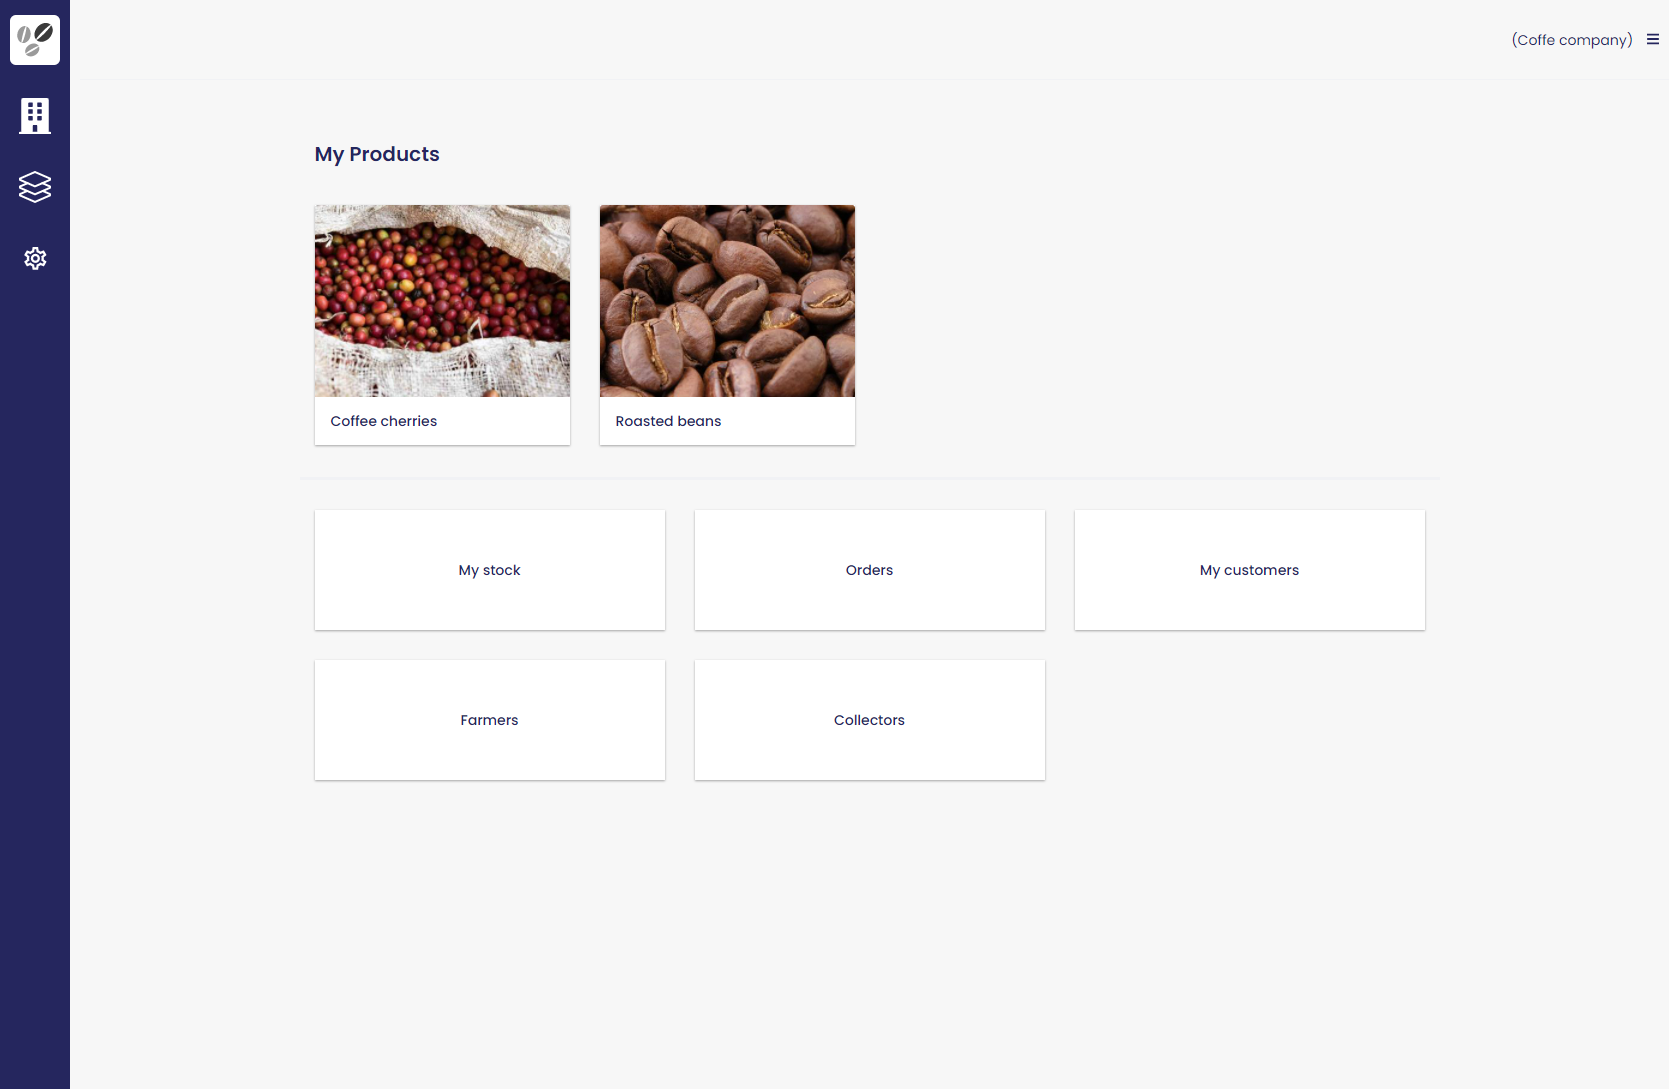 (Coffe company)
My Products
Coffee cherries
Roasted beans
My stock
Orders
My customers
Farmers
Collectors